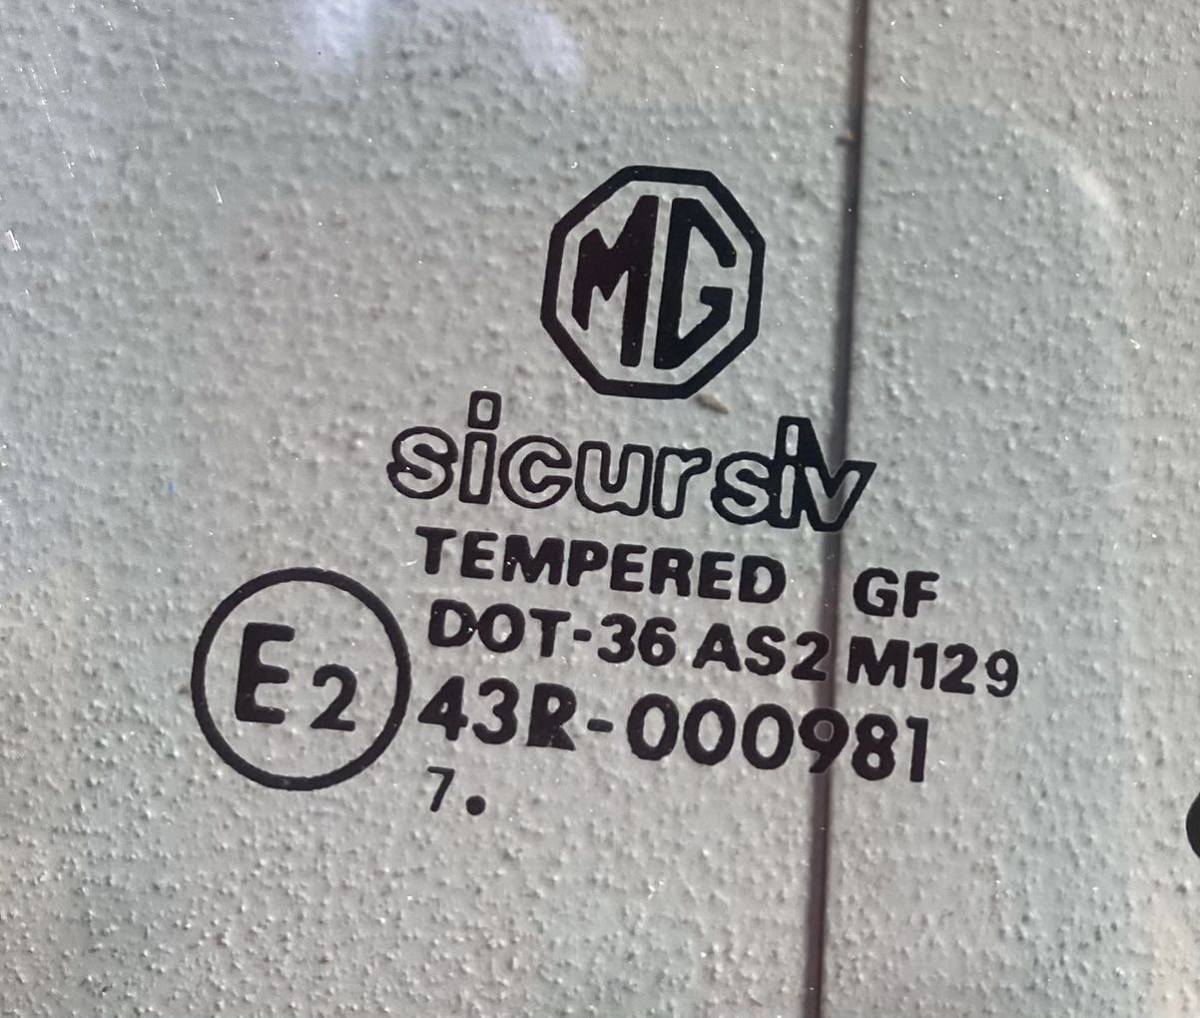 MG
sicursiv
TEMPERED GF
DOT-36 AS2 M129
E2 43R-000981
7.